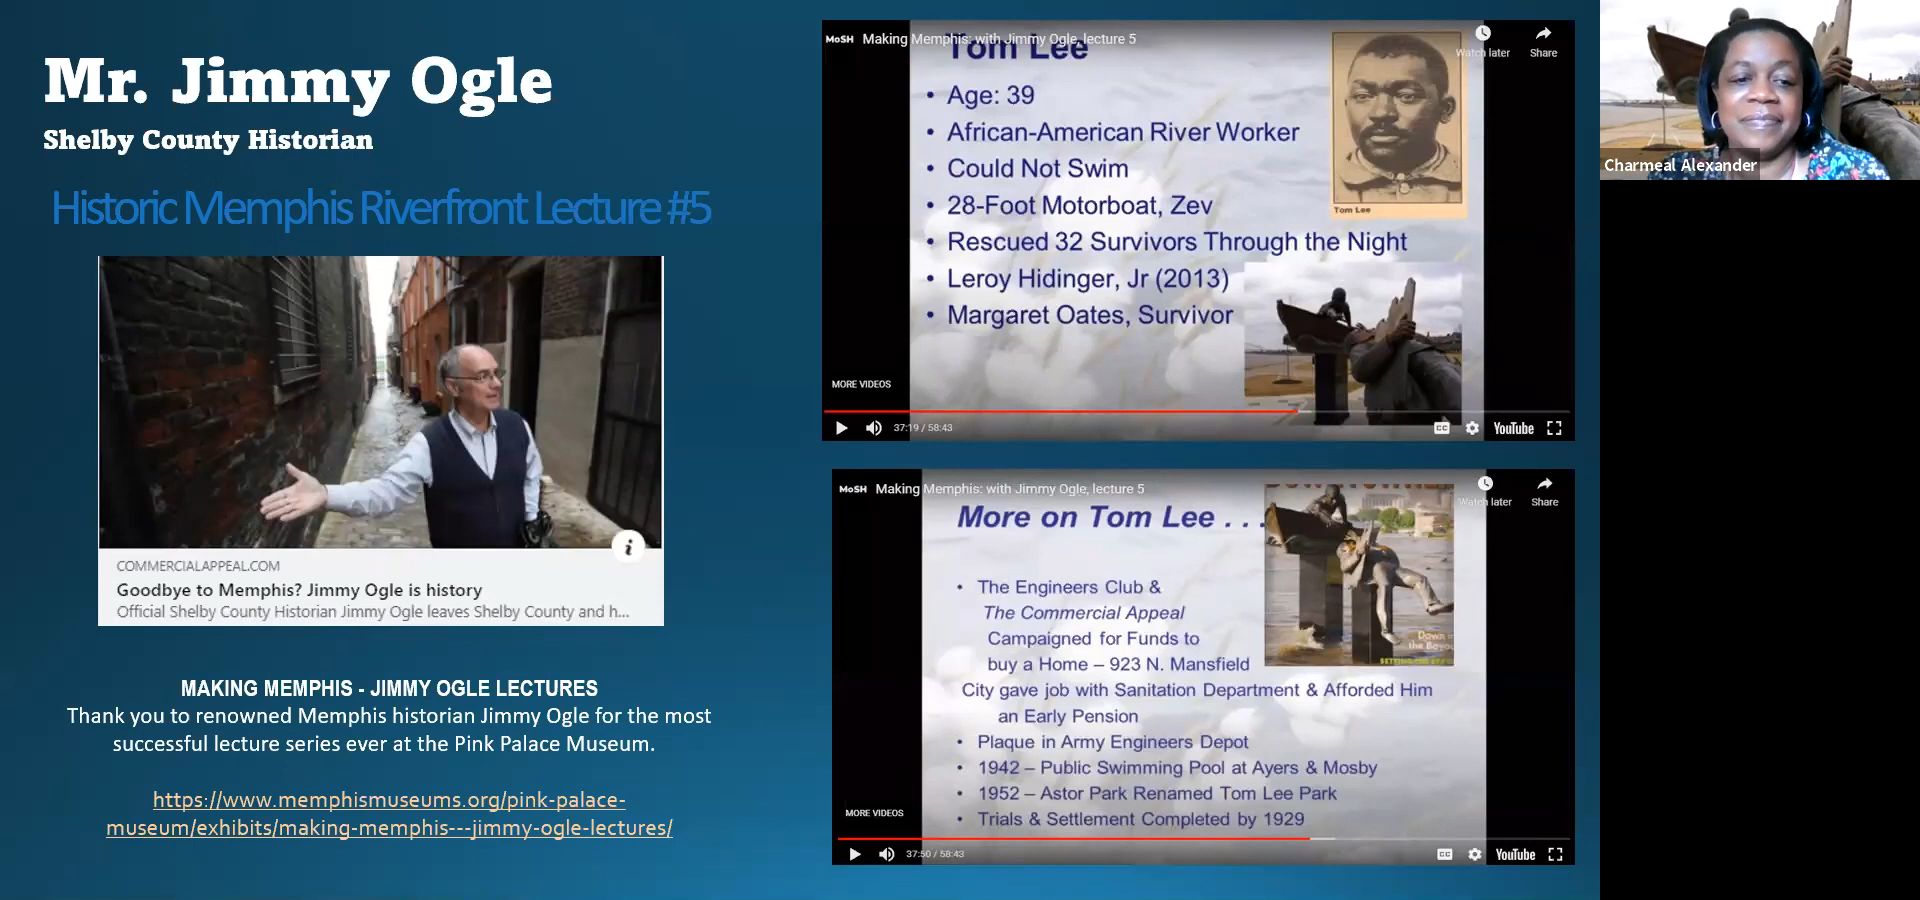 Mr. Jimmy Ogle
Shelby County Historian
Historic Memphis Riverfront Lecture #5
COMMERCIALAPPEAL.COM
Goodbye to Memphis? Jimmy Ogle is history
Official Shelby County Historian Jimmy Ogle leaves Shelby County and h...
MAKING MEMPHIS - JIMMY OGLE LECTURES
Thank you to renowned Memphis historian Jimmy Ogle for the most
successful lecture series ever at the Pink Palace Museum.
https://www.memphismuseums.org/pink-palace-
museum/exhibits/making-memphis---jimmy-ogle-lectures/
MoSH Making Memphis: with Jimmy Ogle, lecture 5
Watch later
Share
Tom Lee
• Age: 39
• African-American River Worker
• Could Not Swim
• 28-Foot Motorboat, Zev
• Rescued 32 Survivors Through the Night
• Leroy Hidinger, Jr (2013)
• Margaret Oates, Survivor
Tom Lee
MORE VIDEOS
37:19 / 58:43
CC
YouTube
MoSH Making Memphis: with Jimmy Ogle, lecture 5
Watch later
Share
More on Tom Lee . . .
• The Engineers Club &
The Commercial Appeal
Campaigned for Funds to
buy a Home – 923 N. Mansfield
City gave job with Sanitation Department & Afforded Him
an Early Pension
• Plaque in Army Engineers Depot
• 1942 – Public Swimming Pool at Ayers & Mosby
• 1952 – Astor Park Renamed Tom Lee Park
• Trials & Settlement Completed by 1929
Down in
the Bayou
MORE VIDEOS
37:50 / 58:43
CC
YouTube
Charmeal Alexander